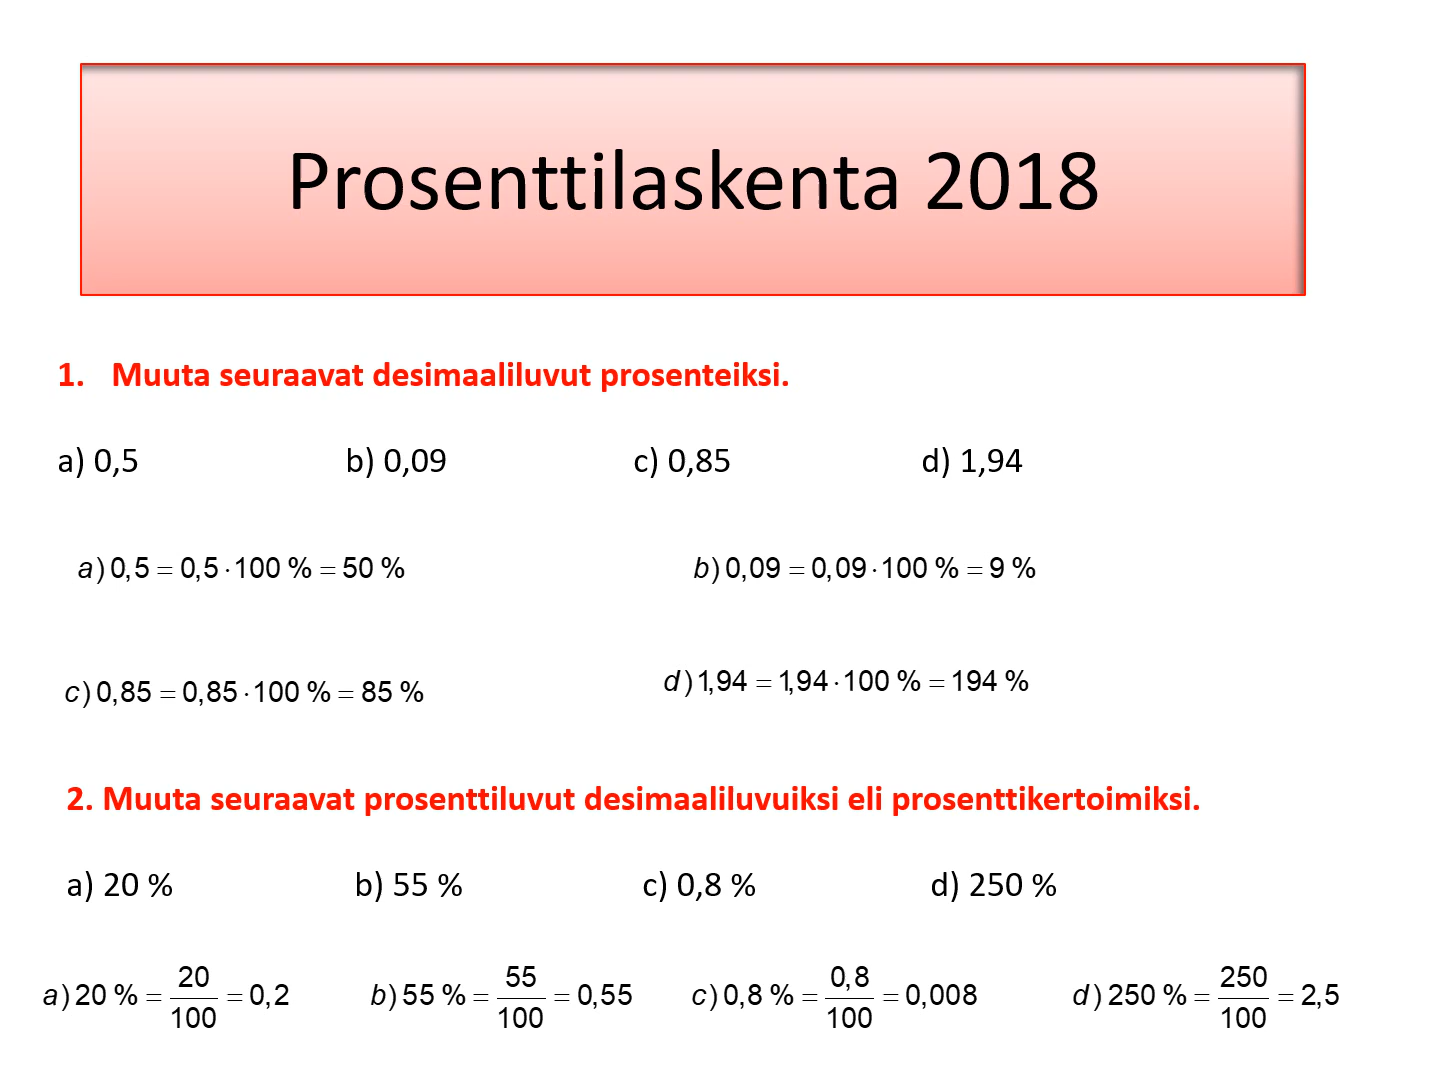 Prosenttilaskenta 2018
1. Muuta seuraavat desimaaliluvut prosenteiksi.
a) 0,5 b) 0,09 c) 0,85 d) 1,94
a) 0,5 = 0,5 · 100 % = 50 % b) 0,09 = 0,09 · 100 % = 9 %
c) 0,85 = 0,85 · 100 % = 85 % d) 1,94 = 1,94 · 100 % = 194 %
2. Muuta seuraavat prosenttiluvut desimaaliluvuiksi eli prosenttikertoimiksi.
a) 20 % b) 55 % c) 0,8 % d) 250 %
a) 20 % = 20/100 = 0,2 b) 55 % = 55/100 = 0,55 c) 0,8 % = 0,8/100 = 0,008 d) 250 % = 250/100 = 2,5